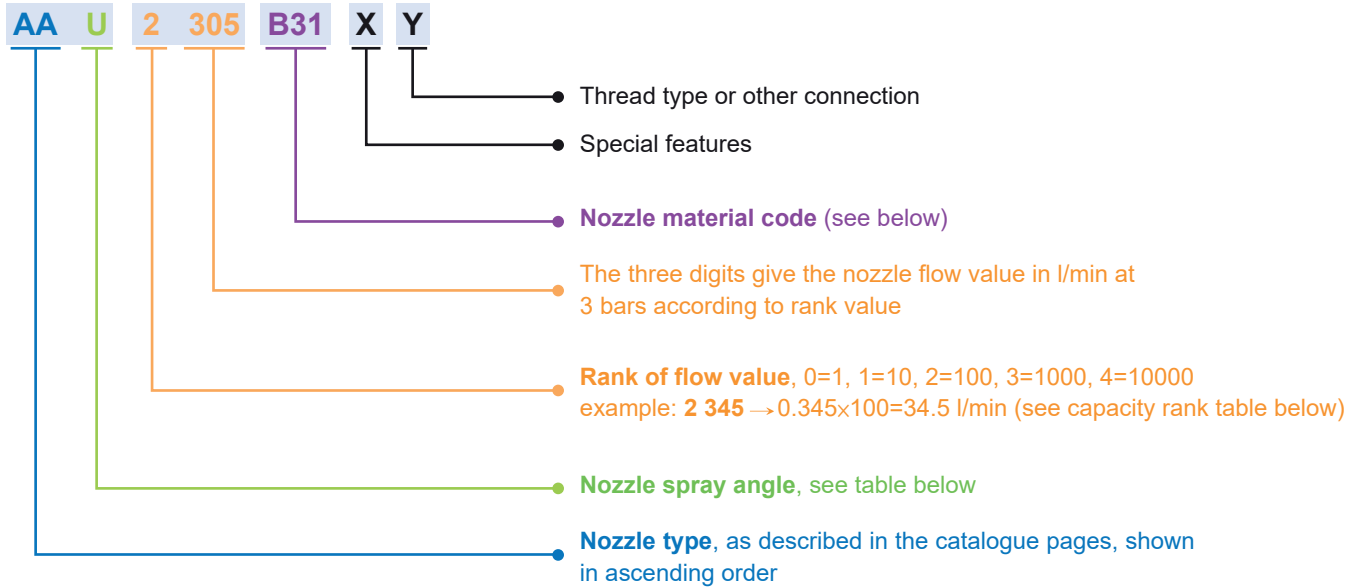 AA U 2 305 B31 X Y
Thread type or other connection
Special features
Nozzle material code (see below)
The three digits give the nozzle flow value in l/min at
3 bars according to rank value
Rank of flow value, 0=1, 1=10, 2=100, 3=1000, 4=10000
example: 2 345 →0.345x100=34.5 l/min (see capacity rank table below)
Nozzle spray angle, see table below
Nozzle type, as described in the catalogue pages, shown
in ascending order